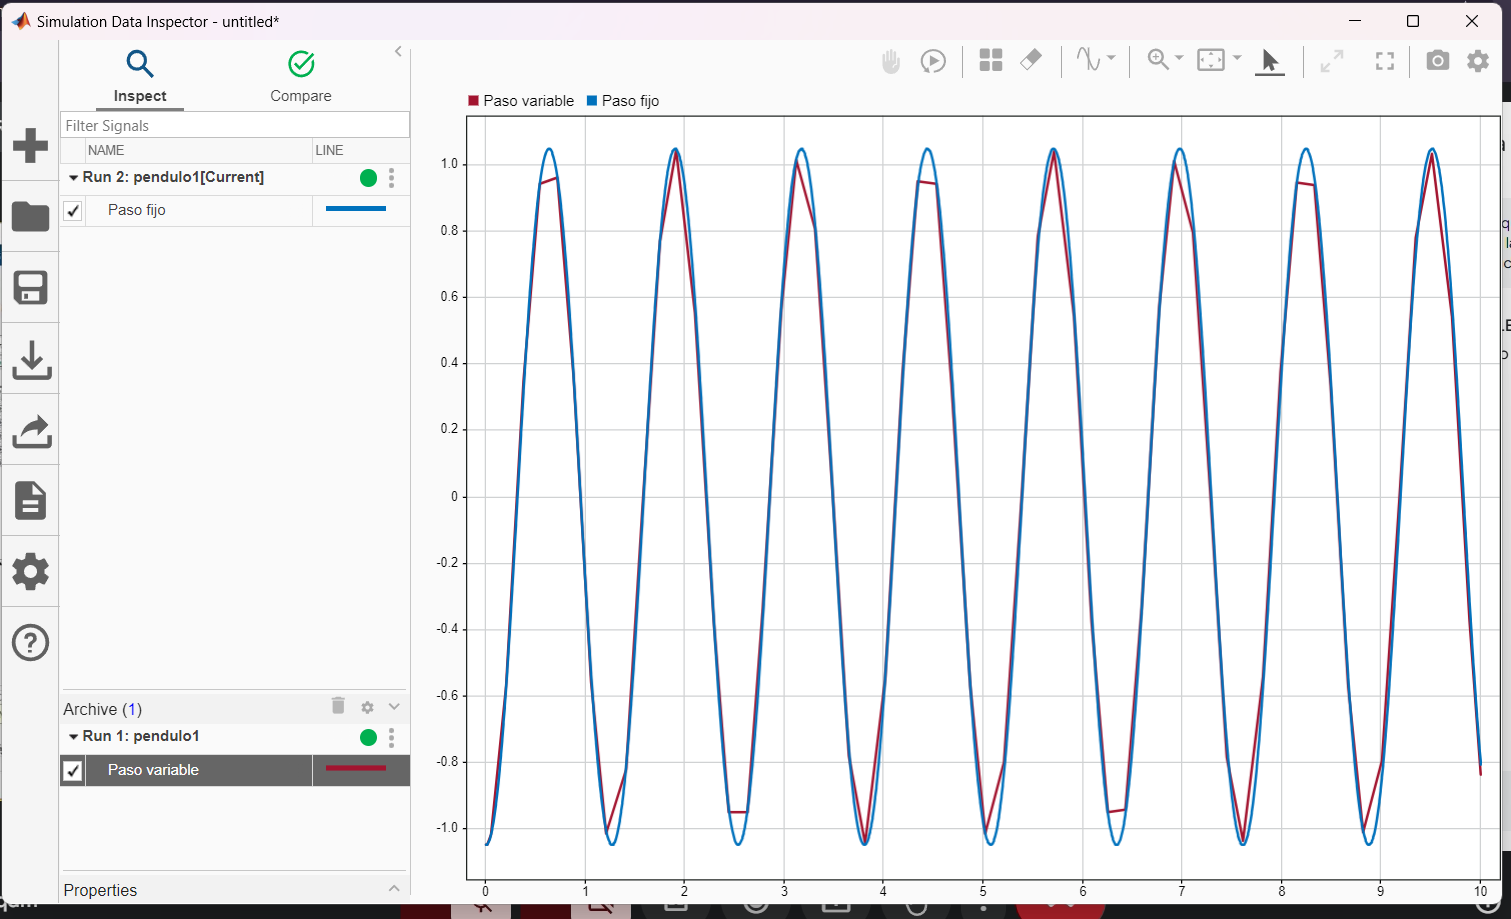 Simulation Data Inspector - untitled*
Inspect
Compare
Filter Signals
NAME
LINE
Run 2: pendulo1[Current]
Paso fijo
Archive (1)
Run 1: pendulo1
Paso variable
Properties
Paso variable
Paso fijo
1.0
0.8
0.6
0.4
0.2
0
-0.2
-0.4
-0.6
-0.8
-1.0
0
1
2
3
4
5
6
7
8
9
10